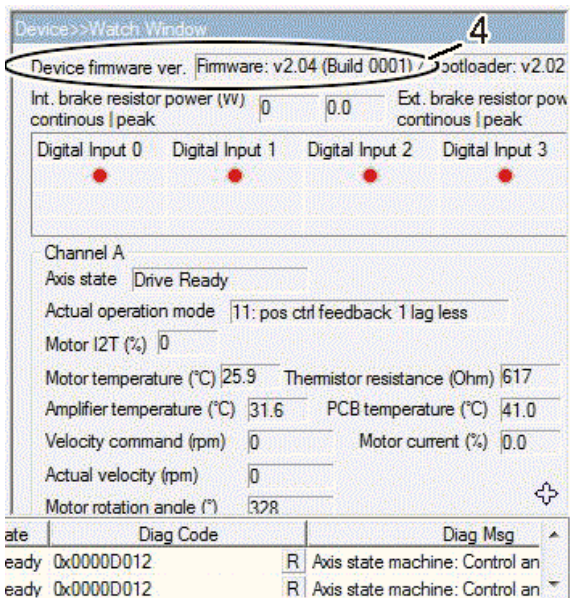 Device>>Watch Window
4
Device firmware ver. Firmware: v2.04 (Build 0001) / Bootloader: v2.02
Int. brake resistor power (W) 0 0.0 Ext. brake resistor pow
continous | peak continous | peak
Digital Input 0 Digital Input 1 Digital Input 2 Digital Input 3
Channel A
Axis state Drive Ready
Actual operation mode 11: pos ctrl feedback 1 lag less
Motor I2T (%) 0
Motor temperature (°C) 25.9 Thermistor resistance (Ohm) 617
Amplifier temperature (°C) 31.6 PCB temperature (°C) 41.0
Velocity command (rpm) 0 Motor current (%) 0.0
Actual velocity (rpm) 0
Motor rotation angle (°) 328
ate Diag Code Diag Msg
eady 0x0000D012 R Axis state machine: Control an
eady 0x0000D012 R Axis state machine: Control an